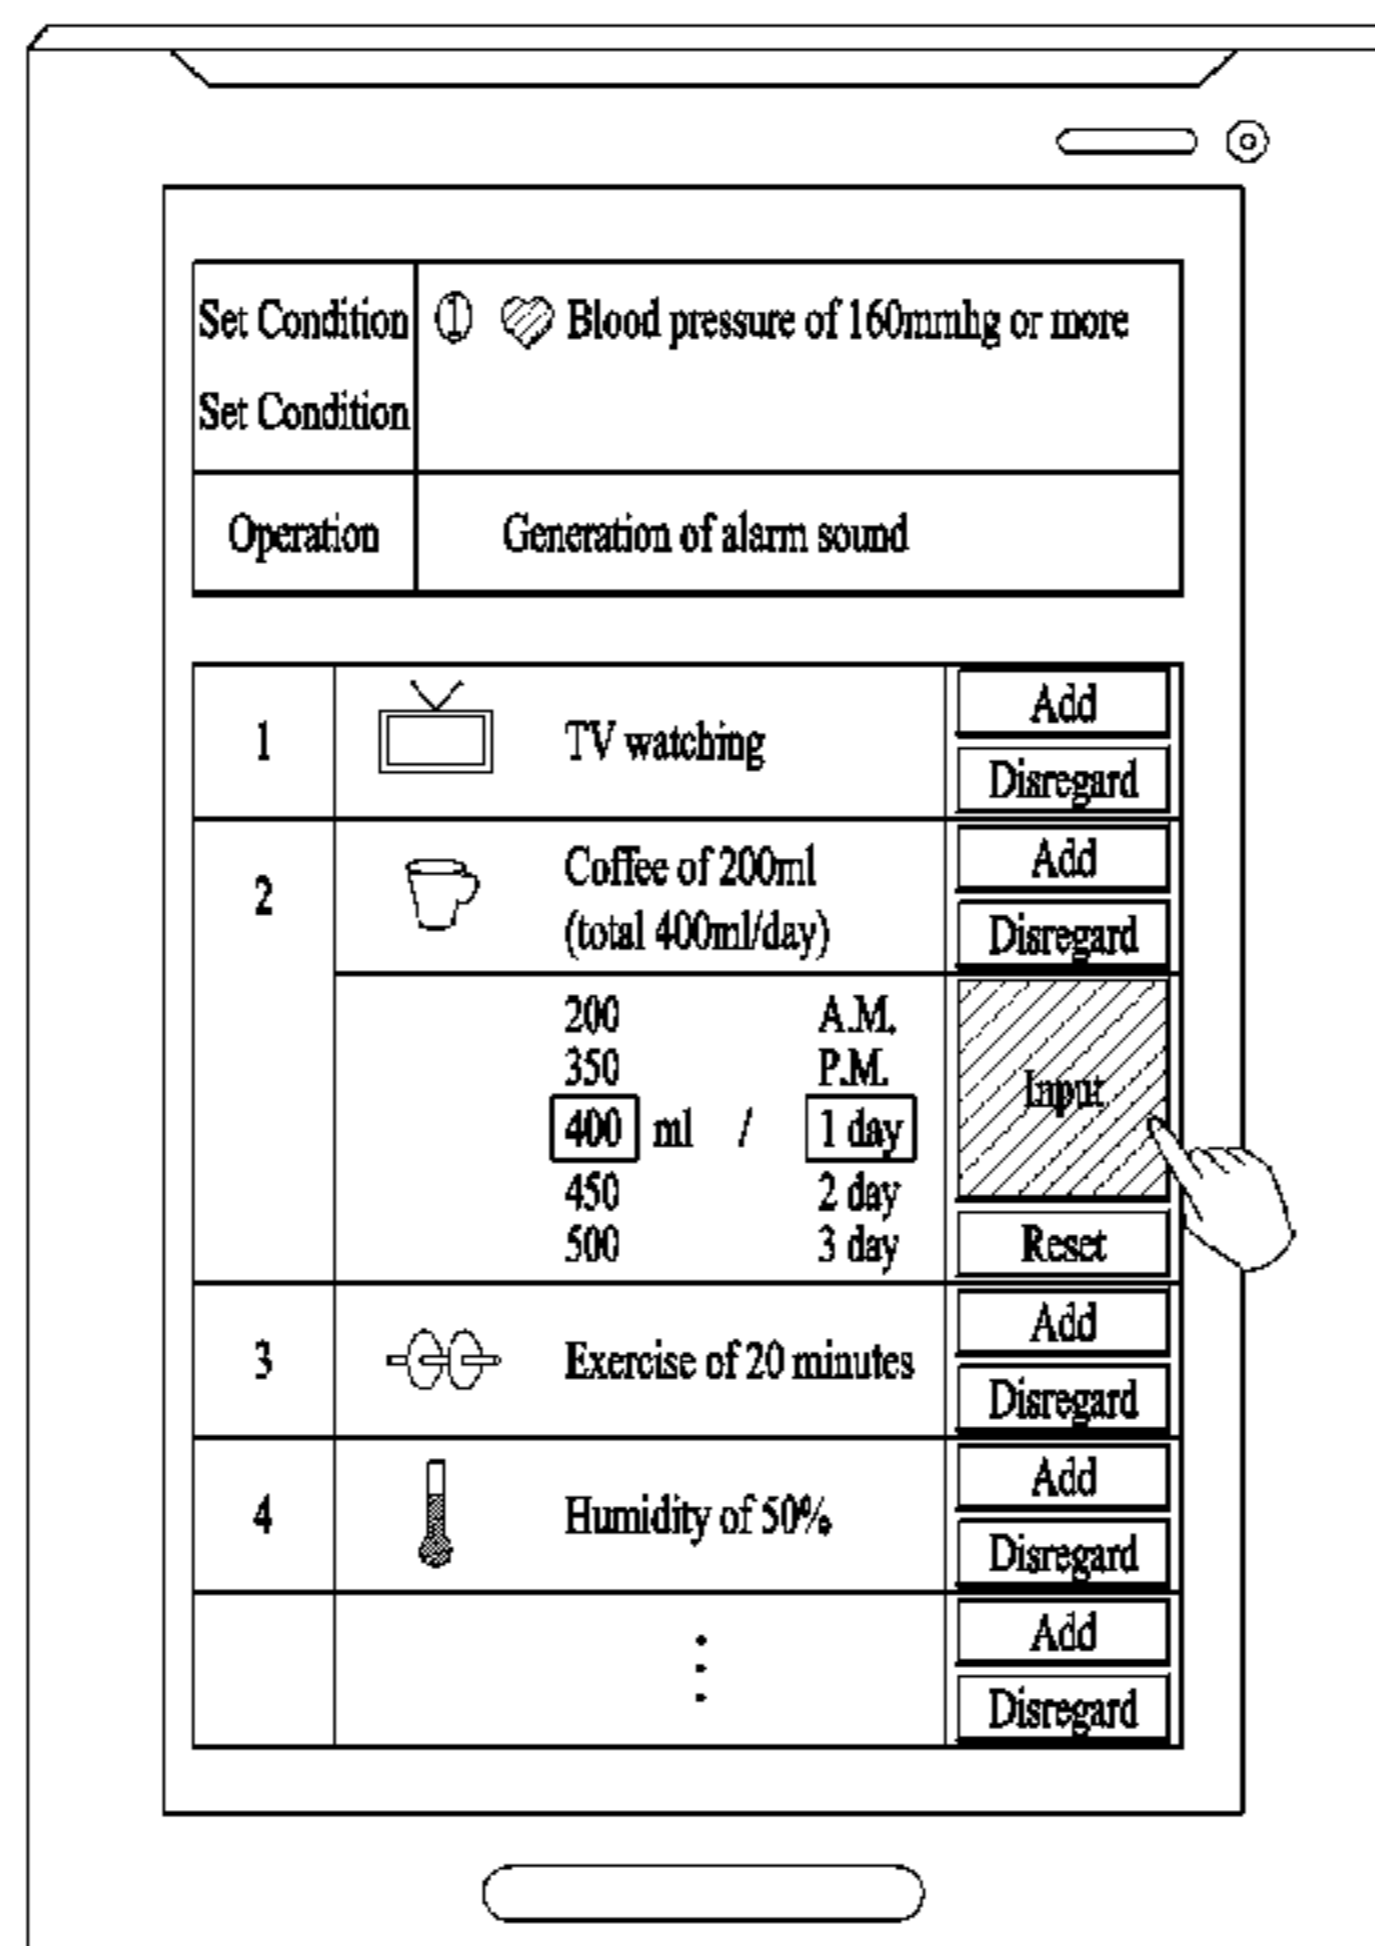 Set Condition ① Blood pressure of 160mmhg or more
Set Condition
Operation Generation of alarm sound
1 TV watching Add
Disregard
2 Coffee of 200ml Add
(total 400ml/day) Disregard
200 A.M.
350 P.M.
400 ml / 1 day Input
450 2 day
500 3 day Reset
3 Exercise of 20 minutes Add
Disregard
4 Humidity of 50% Add
Disregard
Add
Disregard